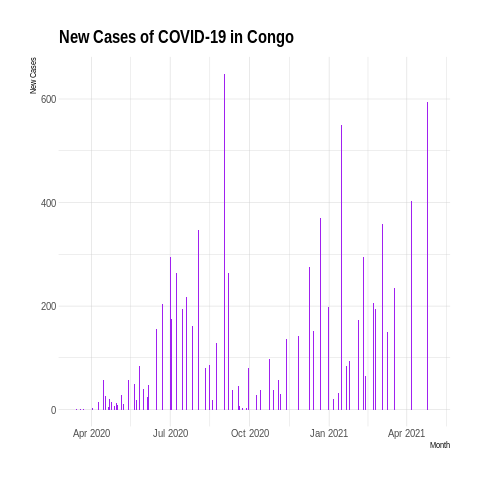 New Cases of COVID-19 in Congo
New Cases
600
400
200
0
Apr 2020
Jul 2020
Oct 2020
Jan 2021
Apr 2021
Month